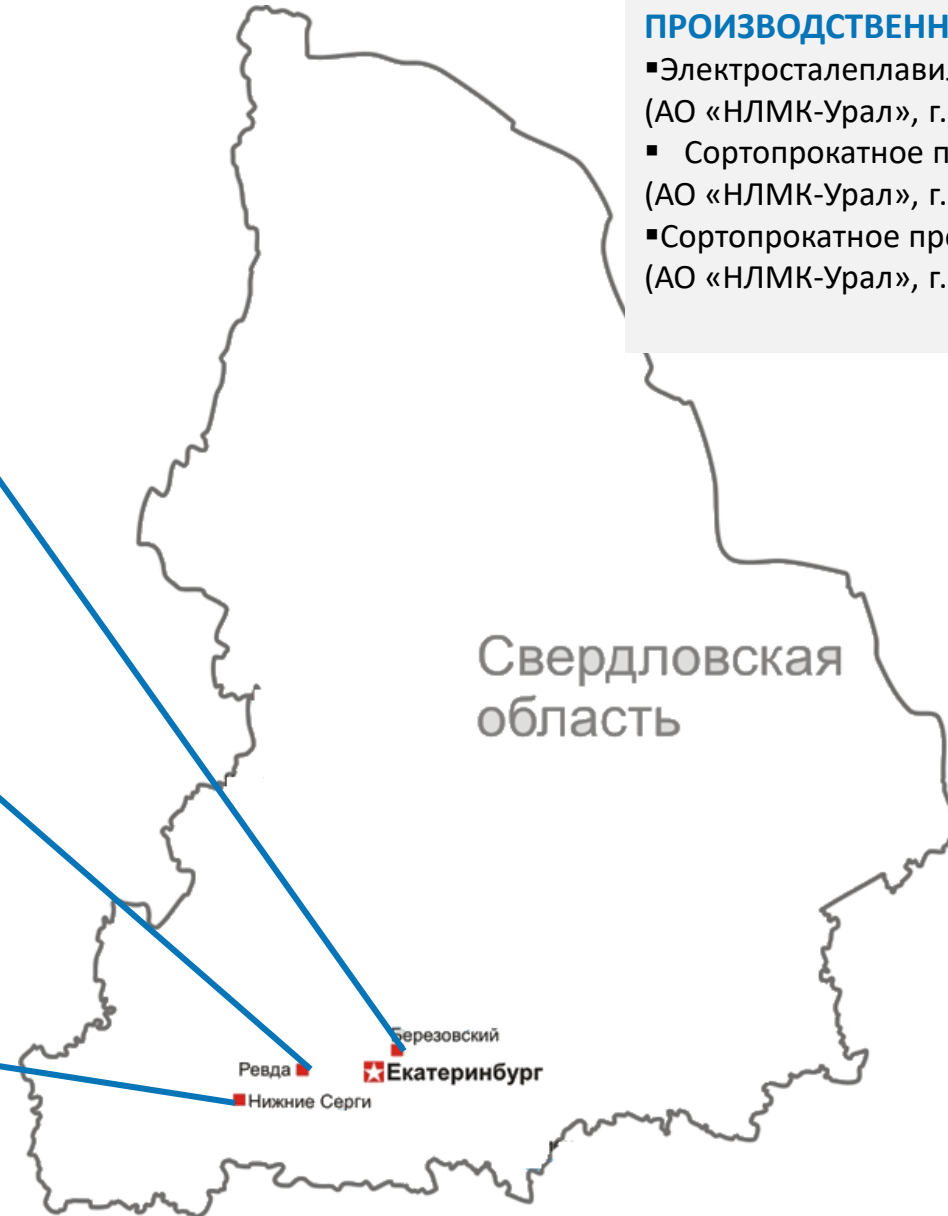 ПРОИЗВОДСТВЕНН
▪Электросталеплави
(АО «НЛМК-Урал», г.
▪ Сортопрокатное п
(АО «НЛМК-Урал», г.
▪Сортопрокатное про
(АО «НЛМК-Урал», г.
Свердловская
область
Березовский
Ревда
Екатеринбург
Нижние Серги